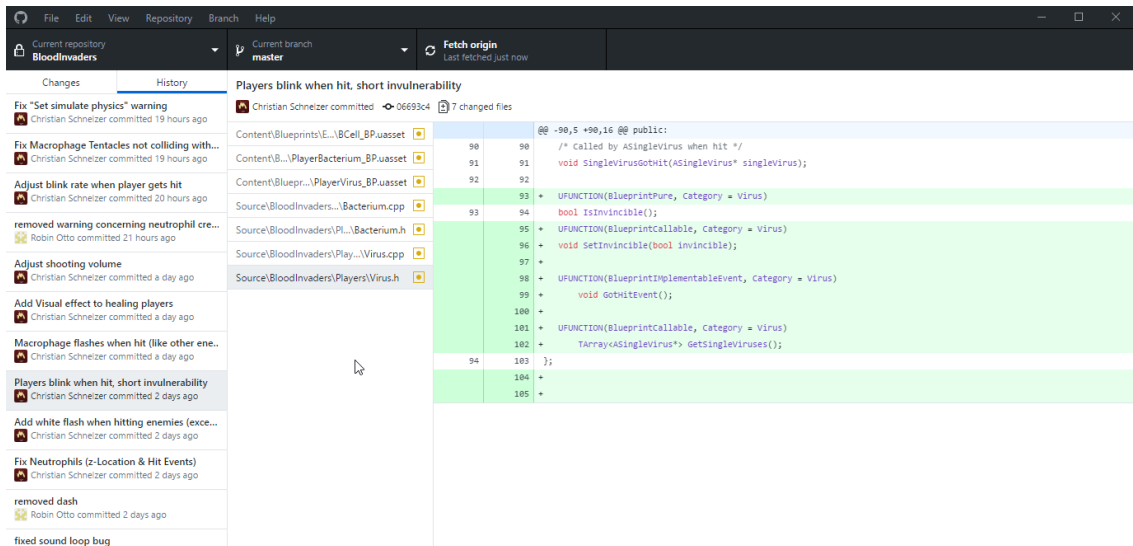 File Edit View Repository Branch Help
Current repository
BloodInvaders
Current branch
master
Fetch origin
Last fetched just now
Changes History
Fix "Set simulate physics" warning
Christian Schnelzer committed 19 hours ago
Fix Macrophage Tentacles not colliding with...
Christian Schnelzer committed 19 hours ago
Adjust blink rate when player gets hit
Christian Schnelzer committed 20 hours ago
removed warning concerning neutrophil cre...
Robin Otto committed 21 hours ago
Adjust shooting volume
Christian Schnelzer committed a day ago
Add Visual effect to healing players
Christian Schnelzer committed a day ago
Macrophage flashes when hit (like other ene..
Christian Schnelzer committed a day ago
Players blink when hit, short invulnerability
Christian Schnelzer committed 2 days ago
Add white flash when hitting enemies (exce...
Christian Schnelzer committed 2 days ago
Fix Neutrophils (z-Location & Hit Events)
Christian Schnelzer committed 2 days ago
removed dash
Robin Otto committed 2 days ago
fixed sound loop bug
Players blink when hit, short invulnerability
Christian Schnelzer committed 06693c4 7 changed files
Content\Blueprints\E...\BCell_BP.uasset
Content\B...\PlayerBacterium_BP.uasset
Content\Bluepr...\PlayerVirus_BP.uasset
Source\BloodInvaders...\Bacterium.cpp
Source\BloodInvaders\Pl...\Bacterium.h
Source\BloodInvaders\Play...\Virus.cpp
Source\BloodInvaders\Players\Virus.h
@@ -90,5 +90,16 @@ public:
90 90 /* Called by ASingleVirus when hit */
91 91 void SingleVirusGotHit(ASingleVirus* singleVirus);
92 92
93 + UFUNCTION(BlueprintPure, Category = Virus)
93 94 bool IsInvincible();
95 + UFUNCTION(BlueprintCallable, Category = Virus)
96 + void SetInvincible(bool invincible);
97 +
98 + UFUNCTION(BlueprintImplementableEvent, Category = Virus)
99 + void GotHitEvent();
100 +
101 + UFUNCTION(BlueprintCallable, Category = Virus)
102 + TArray<ASingleVirus*> GetSingleViruses();
94 103 };
104 +
105 +